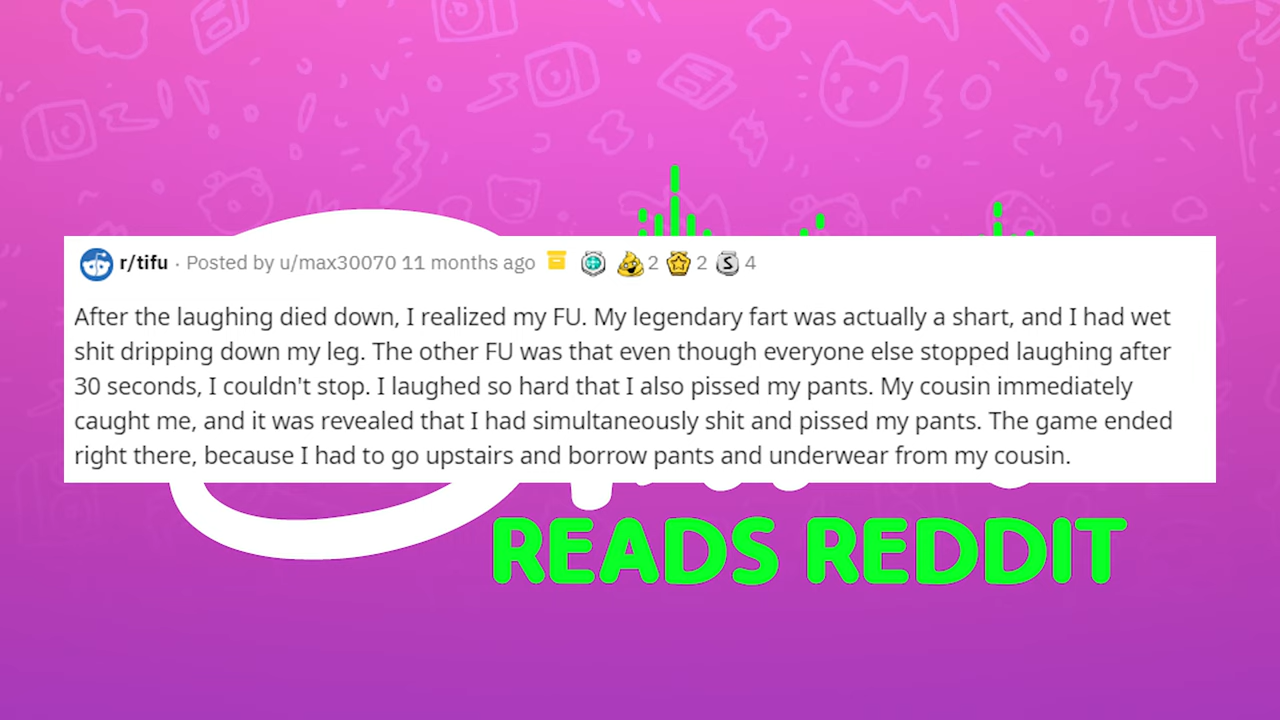 r/tifu · Posted by u/max30070 11 months ago 2 2 S 4
After the laughing died down, I realized my FU. My legendary fart was actually a shart, and I had wet
shit dripping down my leg. The other FU was that even though everyone else stopped laughing after
30 seconds, I couldn't stop. I laughed so hard that I also pissed my pants. My cousin immediately
caught me, and it was revealed that I had simultaneously shit and pissed my pants. The game ended
right there, because I had to go upstairs and borrow pants and underwear from my cousin.
READS REDDIT